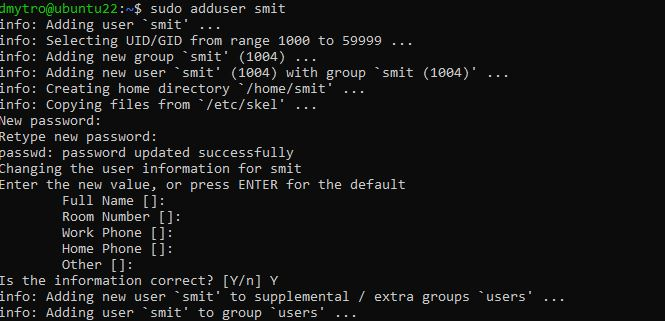 dmytro@ubuntu22:~$ sudo adduser smit
info: Adding user `smit' ...
info: Selecting UID/GID from range 1000 to 59999 ...
info: Adding new group `smit' (1004) ...
info: Adding new user `smit' (1004) with group `smit (1004)' ...
info: Creating home directory `/home/smit' ...
info: Copying files from `/etc/skel' ...
New password:
Retype new password:
passwd: password updated successfully
Changing the user information for smit
Enter the new value, or press ENTER for the default
        Full Name []:
        Room Number []:
        Work Phone []:
        Home Phone []:
        Other []:
Is the information correct? [Y/n] Y
info: Adding new user `smit' to supplemental / extra groups `users' ...
info: Adding user `smit' to group `users' ...